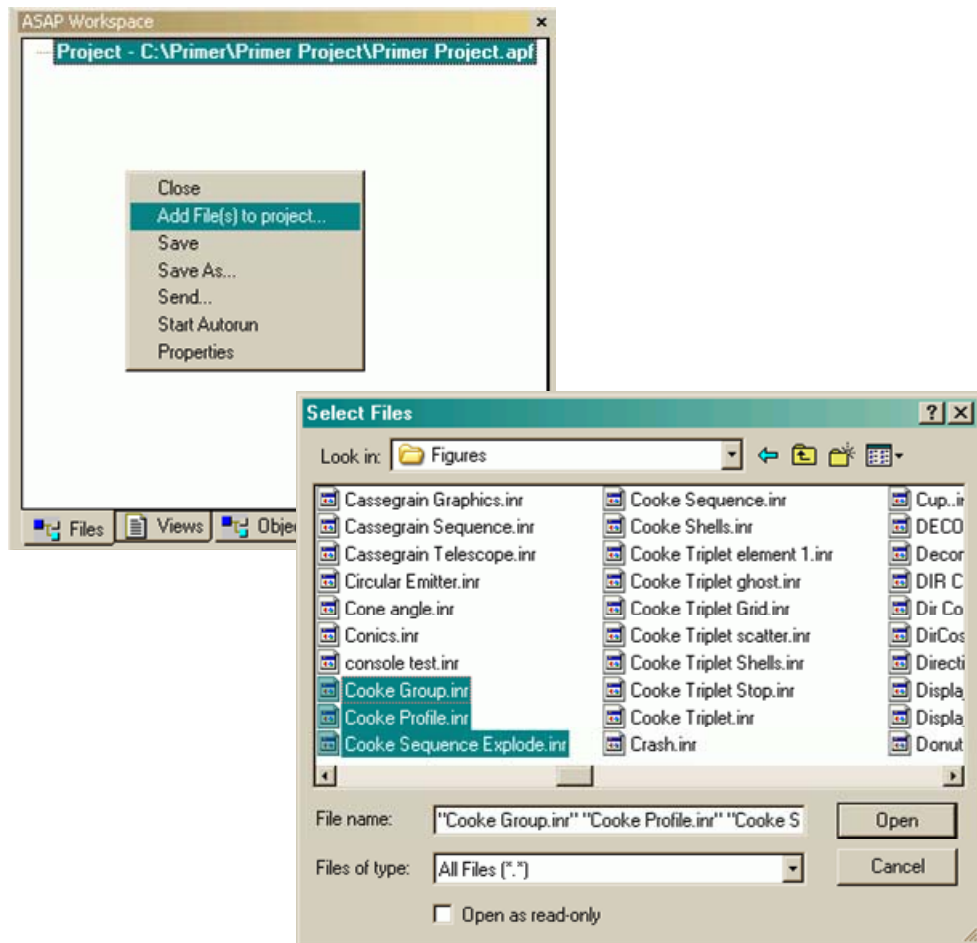 ASAP Workspace
Project - C:\Primer\Primer Project\Primer Project.apf
Close
Add File(s) to project...
Save
Save As...
Send...
Start Autorun
Properties
Files
Views
Select Files
Look in:
Figures
Cassegrain Graphics.inr
Cassegrain Sequence.inr
Cassegrain Telescope.inr
Circular Emitter.inr
Cone angle.inr
Conics.inr
console test.inr
Cooke Group.inr
Cooke Profile.inr
Cooke Sequence Explode.inr
Cooke Sequence.inr
Cooke Shells.inr
Cooke Triplet element 1.inr
Cooke Triplet ghost.inr
Cooke Triplet Grid.inr
Cooke Triplet scatter.inr
Cooke Triplet Shells.inr
Cooke Triplet Stop.inr
Cooke Triplet.inr
Crash.inr
DIR C
Dir Co
Donut
File name:
"Cooke Group.inr" "Cooke Profile.inr" "Cooke S
Open
Files of type:
All Files (*.*)
Cancel
Open as read-only